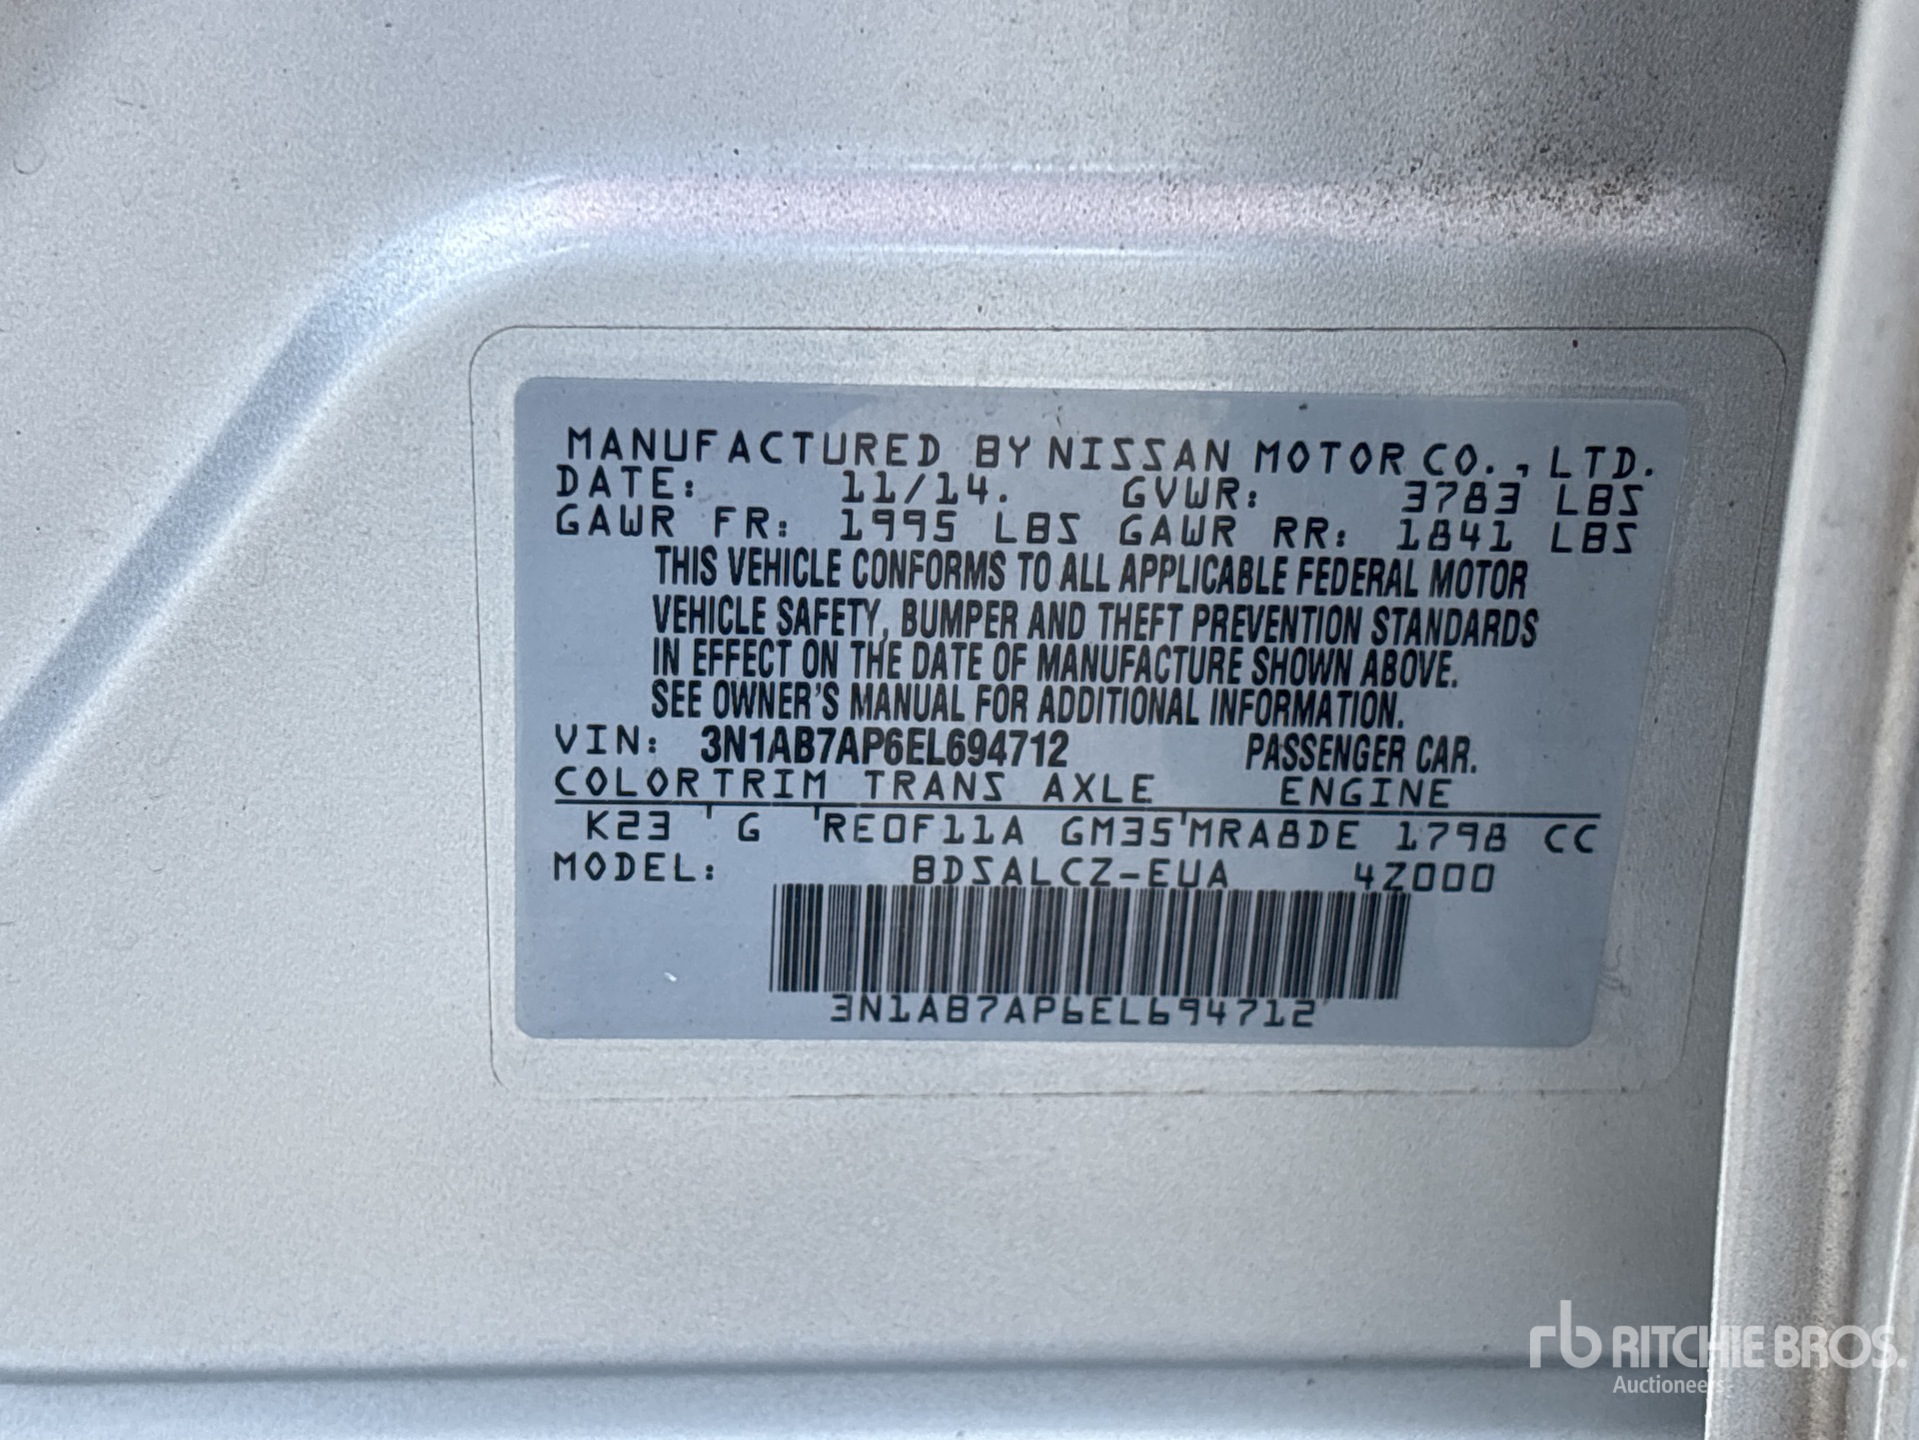 MANUFACTURED BY NISSAN MOTOR CO., LTD.
DATE: 11/14. GVWR: 3783 LBS
GAWR FR: 1995 LBS GAWR RR: 1841 LBS
THIS VEHICLE CONFORMS TO ALL APPLICABLE FEDERAL MOTOR
VEHICLE SAFETY, BUMPER AND THEFT PREVENTION STANDARDS
IN EFFECT ON THE DATE OF MANUFACTURE SHOWN ABOVE.
SEE OWNER'S MANUAL FOR ADDITIONAL INFORMATION.
VIN: 3N1AB7AP6EL694712 PASSENGER CAR.
COLOR TRIM TRANS AXLE ENGINE
K23 G RE0F11A GM35 MRA8DE 1798 CC
MODEL: BDSALCZ-EUA 4Z000
3N1AB7AP6EL694712
rb RITCHIE BROS.
Auctioneers